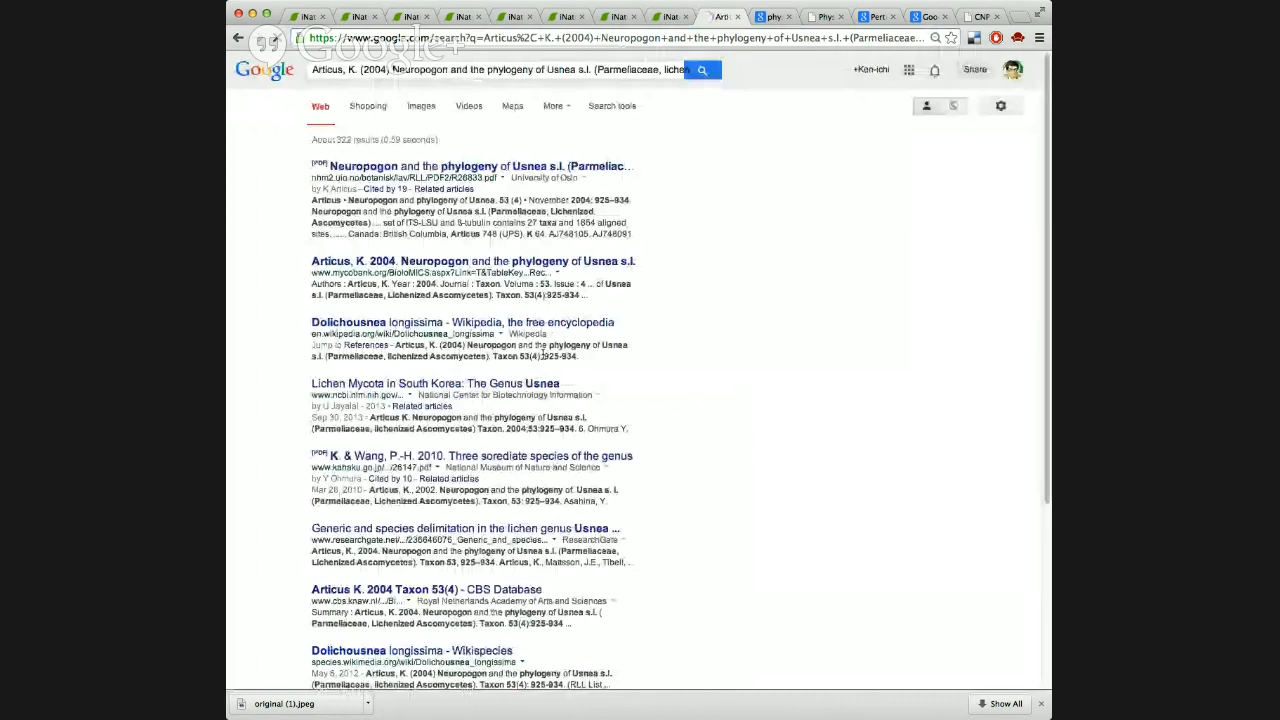 iNat × iNat × iNat × iNat × iNat × iNat × iNat × iNat × Arti × phy × Phys × Pert × Goo × CNP ×
https://www.google.com/search?q=Articus%2C+K.+(2004)+Neuropogon+and+the+phylogeny+of+Usnea+s.l.+(Parmeliaceae...
Google+
Google
Articus, K. (2004) Neuropogon and the phylogeny of Usnea s.l. (Parmeliaceae, lichen
+Ken-ichi
Share
Web Shopping Images Videos Maps More Search tools
About 322 results (0.59 seconds)
[PDF] Neuropogon and the phylogeny of Usnea s.l. (Parmeliac...
nhm2.uio.no/botanisk/lav/RLL/PDF2/R26833.pdf University of Oslo
by K Articus - Cited by 19 - Related articles
Articus • Neuropogon and phylogeny of Usnea. 53 (4) • November 2004: 925–934.
Neuropogon and the phylogeny of Usnea s.l. (Parmeliaceae, Lichenized.
Ascomycetes) ... set of ITS-LSU and ß-tubulin contains 27 taxa and 1864 aligned
sites, ..... Canada: British Columbia, Articus 748 (UPS). K 64. AJ748105. AJ748091
Articus, K. 2004. Neuropogon and the phylogeny of Usnea s.l.
www.mycobank.org/BioloMICS.aspx?Link=T&TableKey...Rec...
Authors : Articus, K. Year : 2004. Journal : Taxon. Volume : 53. Issue : 4 ... of Usnea
s.l. (Parmeliaceae, Lichenized Ascomycetes). Taxon. 53(4):925-934 ...
Dolichousnea longissima - Wikipedia, the free encyclopedia
en.wikipedia.org/wiki/Dolichousnea_longissima Wikipedia
Jump to References - Articus, K. (2004) Neuropogon and the phylogeny of Usnea
s.l. (Parmeliaceae, lichenized Ascomycetes). Taxon 53(4):925-934.
Lichen Mycota in South Korea: The Genus Usnea
www.ncbi.nlm.nih.gov/... National Center for Biotechnology Information
by U Jayalal - 2013 - Related articles
Sep 30, 2013 - Articus K. Neuropogon and the phylogeny of Usnea s.l.
(Parmeliaceae, lichenized Ascomycetes) Taxon. 2004;53:925–934. 6. Ohmura Y.
[PDF] K. & Wang, P.-H. 2010. Three sorediate species of the genus
www.kahaku.go.jp/.../26147.pdf National Museum of Nature and Science
by Y Ohmura - Cited by 10 - Related articles
Mar 26, 2010 - Articus, K., 2002. Neuropogon and the phylogeny of. Usnea s. l.
(Parmeliaceae, Lichenized Ascomycetes). Taxon, 53: 925–934. Asahina, Y.
Generic and species delimitation in the lichen genus Usnea ...
www.researchgate.net/.../236646076_Generic_and_species... ResearchGate
Articus, K., 2004. Neuropogon and the phylogeny of Usnea s.l. (Parmeliaceae,
Lichenized Ascomycetes). Taxon 53, 925–934. Articus, K., Mattsson, J.E., Tibell, ..
Articus K. 2004 Taxon 53(4) - CBS Database
www.cbs.knaw.nl/.../Bi... Royal Netherlands Academy of Arts and Sciences
Summary : Articus, K. 2004. Neuropogon and the phylogeny of Usnea s.l. (
Parmeliaceae, Lichenized Ascomycetes). Taxon. 53(4):925-934 ...
Dolichousnea longissima - Wikispecies
species.wikimedia.org/wiki/Dolichousnea_longissima
May 6, 2012 - Articus, K. (2004) Neuropogon and the phylogeny of Usnea s.l.
(Parmeliaceae, lichenized Ascomycetes). Taxon 53(4): 925-934. (RLL List ...
original (1).jpeg
Show All